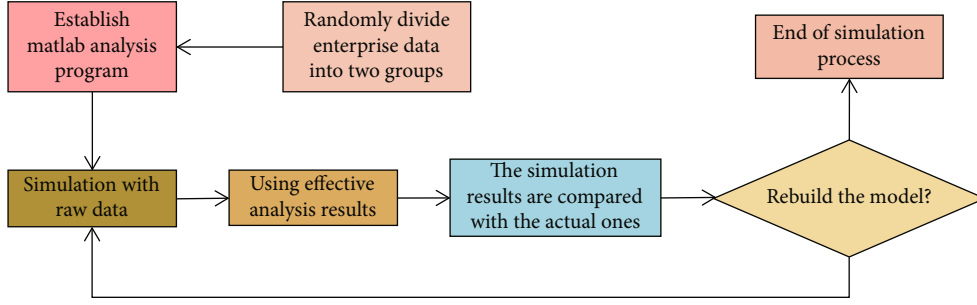 Establish
matlab analysis
program
Randomly divide
enterprise data
into two groups
End of simulation
process
Simulation with
raw data
Using effective
analysis results
The simulation
results are compared
with the actual ones
Rebuild the model?